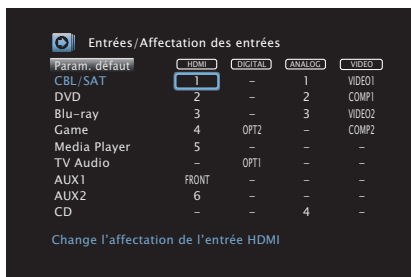 Entrées/Affectation des entrées
Param. défaut HDMI DIGITAL ANALOG VIDEO
CBL/SAT 1 – 1 VIDEO1
DVD 2 – 2 COMP1
Blu-ray 3 – 3 VIDEO2
Game 4 OPT2 – COMP2
Media Player 5 – – –
TV Audio – OPT1 – –
AUX1 FRONT – – –
AUX2 6 – – –
CD – – 4 –
Change l'affectation de l'entrée HDMI